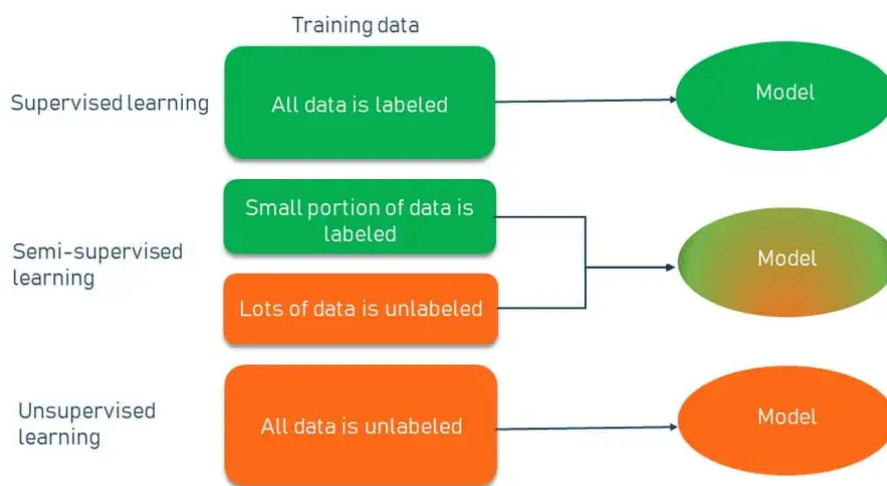 Training data
Supervised learning
All data is labeled
Model
Small portion of data is
labeled
Semi-supervised
learning
Model
Lots of data is unlabeled
Unsupervised
learning
All data is unlabeled
Model